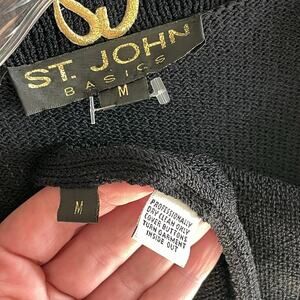 ST. JOHN
BASICS
M
M
PROFESSIONALLY
DRY CLEAN ONLY
COVER BUTTONS
TURN GARMENT
INSIDE OUT